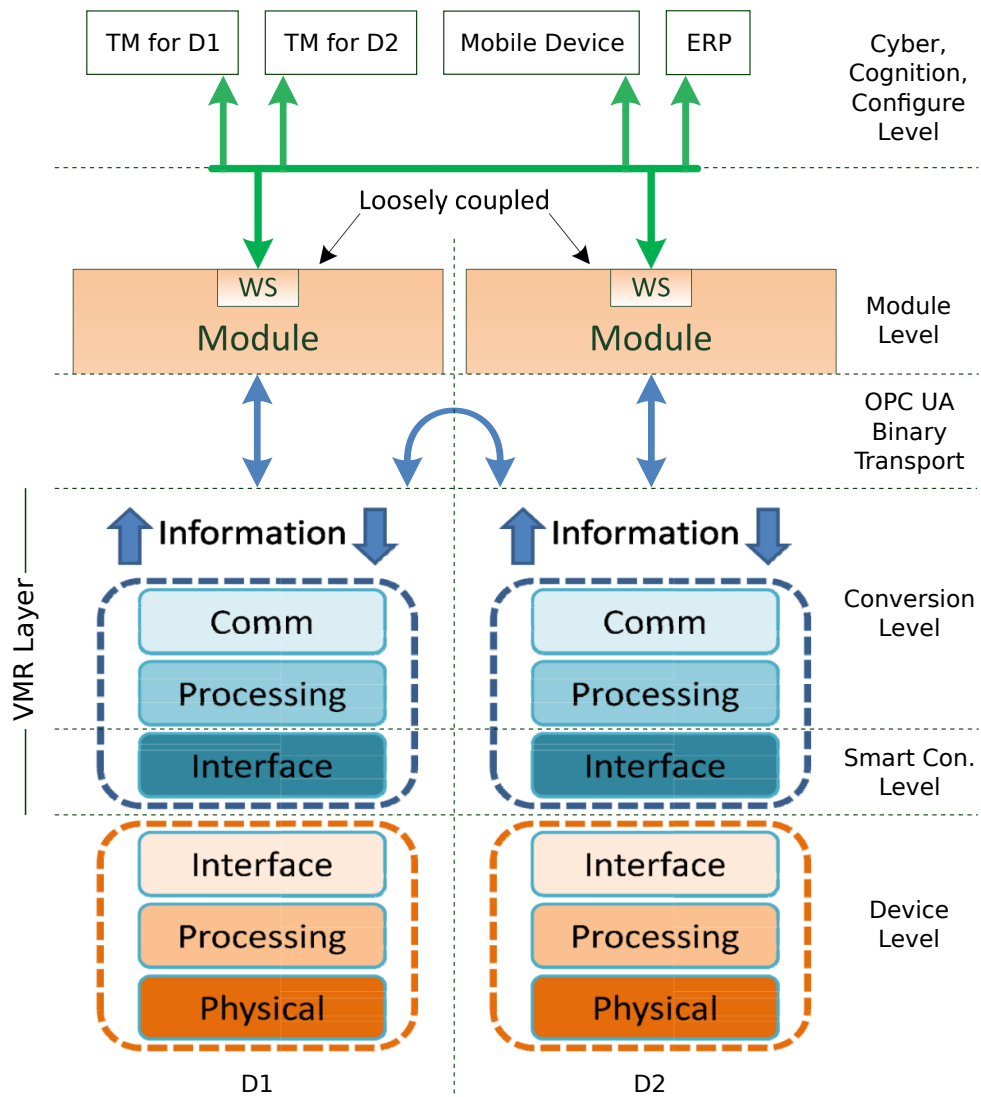 TM for D1
TM for D2
Mobile Device
ERP
Cyber,
Cognition,
Configure
Level
Loosely coupled
WS
Module
WS
Module
Module
Level
OPC UA
Binary
Transport
VMR Layer
Information
Information
Comm
Comm
Conversion
Level
Processing
Processing
Interface
Interface
Smart Con.
Level
Interface
Interface
Processing
Processing
Device
Level
Physical
Physical
D1
D2